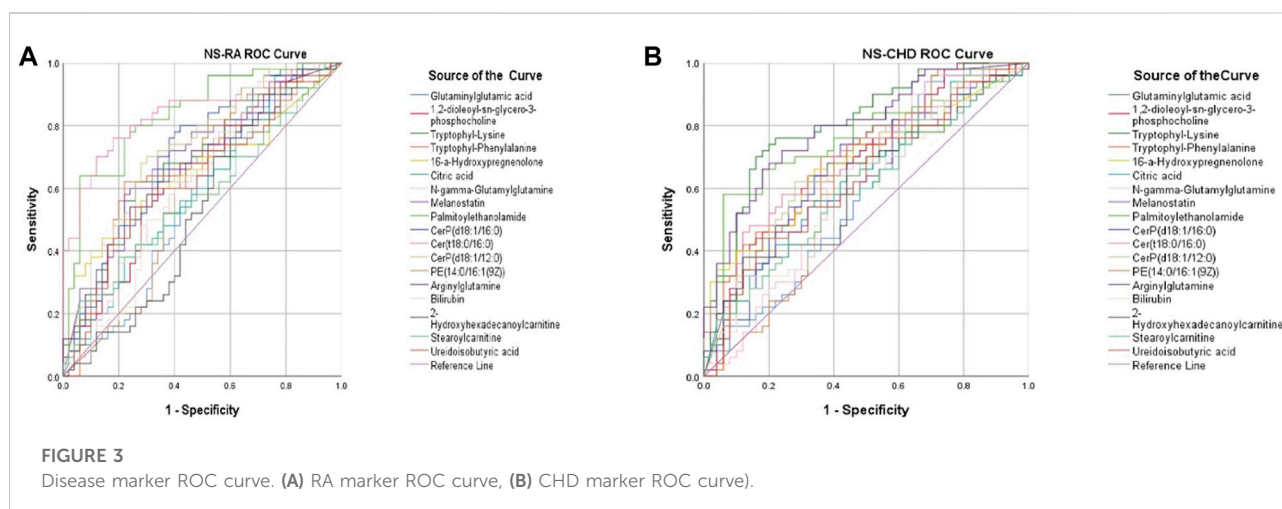 A
NS-RA ROC Curve
Sensitivity
1.0
0.8
0.6
0.4
0.2
0.0
0.0 0.2 0.4 0.6 0.8 1.0
1 - Specificity
Source of the Curve
Glutaminylglutamic acid
1,2-dioleoyl-sn-glycero-3-
phosphocholine
Tryptophyl-Lysine
Tryptophyl-Phenylalanine
16-a-Hydroxypregnenolone
Citric acid
N-gamma-Glutamylglutamine
Melanostatin
Palmitoylethanolamide
CerP(d18:1/16:0)
Cer(t18:0/16:0)
CerP(d18:1/12:0)
PE(14:0/16:1(9Z))
Arginylglutamine
Bilirubin
2-
Hydroxyhexadecanoylcarnitine
Stearoylcarnitine
Ureidoisobutyric acid
Reference Line
B
NS-CHD ROC Curve
Sensitivity
1.0
0.8
0.6
0.4
0.2
0.0
0.0 0.2 0.4 0.6 0.8 1.0
1 - Specificity
Source of theCurve
Glutaminylglutamic acid
1,2-dioleoyl-sn-glycero-3-
phosphocholine
Tryptophyl-Lysine
Tryptophyl-Phenylalanine
16-a-Hydroxypregnenolone
Citric acid
N-gamma-Glutamylglutamine
Melanostatin
Palmitoylethanolamide
CerP(d18:1/16:0)
Cer(t18:0/16:0)
CerP(d18:1/12:0)
PE(14:0/16:1(9Z))
Arginylglutamine
Bilirubin
2-
Hydroxyhexadecanoylcarnitine
Stearoylcarnitine
Ureidoisobutyric acid
Reference Line
FIGURE 3
Disease marker ROC curve. (A) RA marker ROC curve, (B) CHD marker ROC curve).